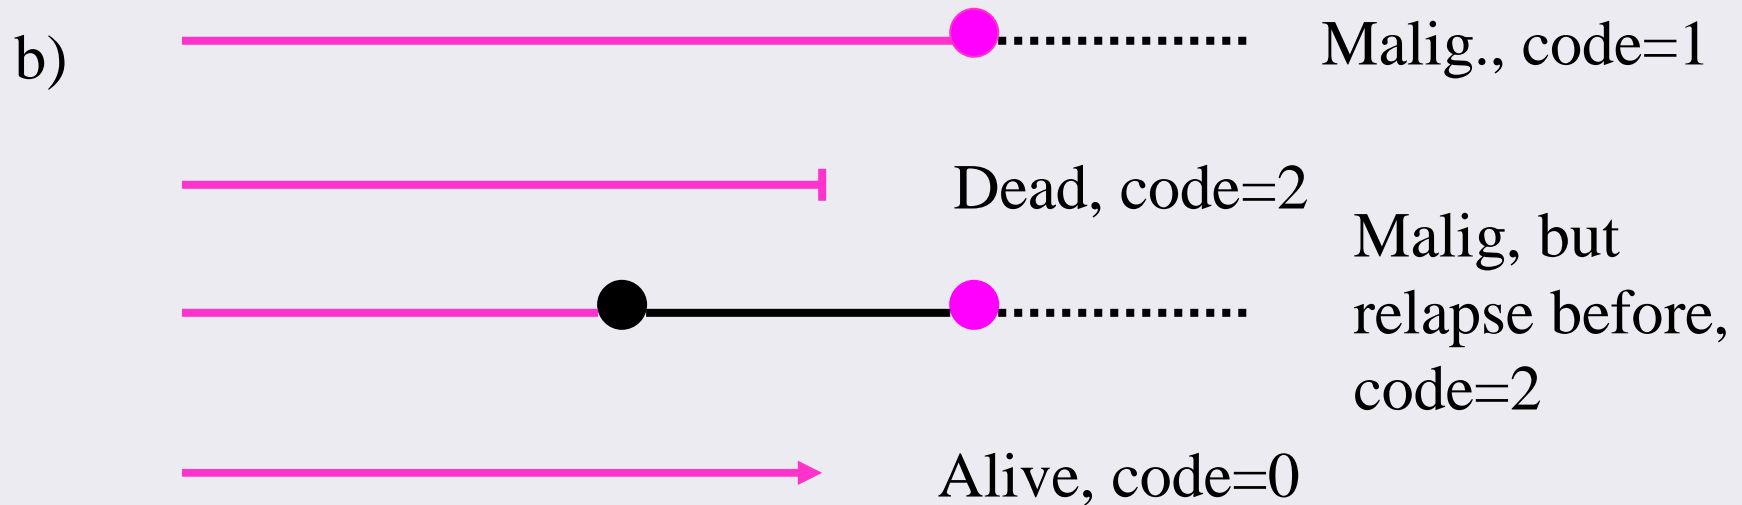 b)
Malig., code=1
Dead, code=2
Malig, but
relapse before,
code=2
Alive, code=0